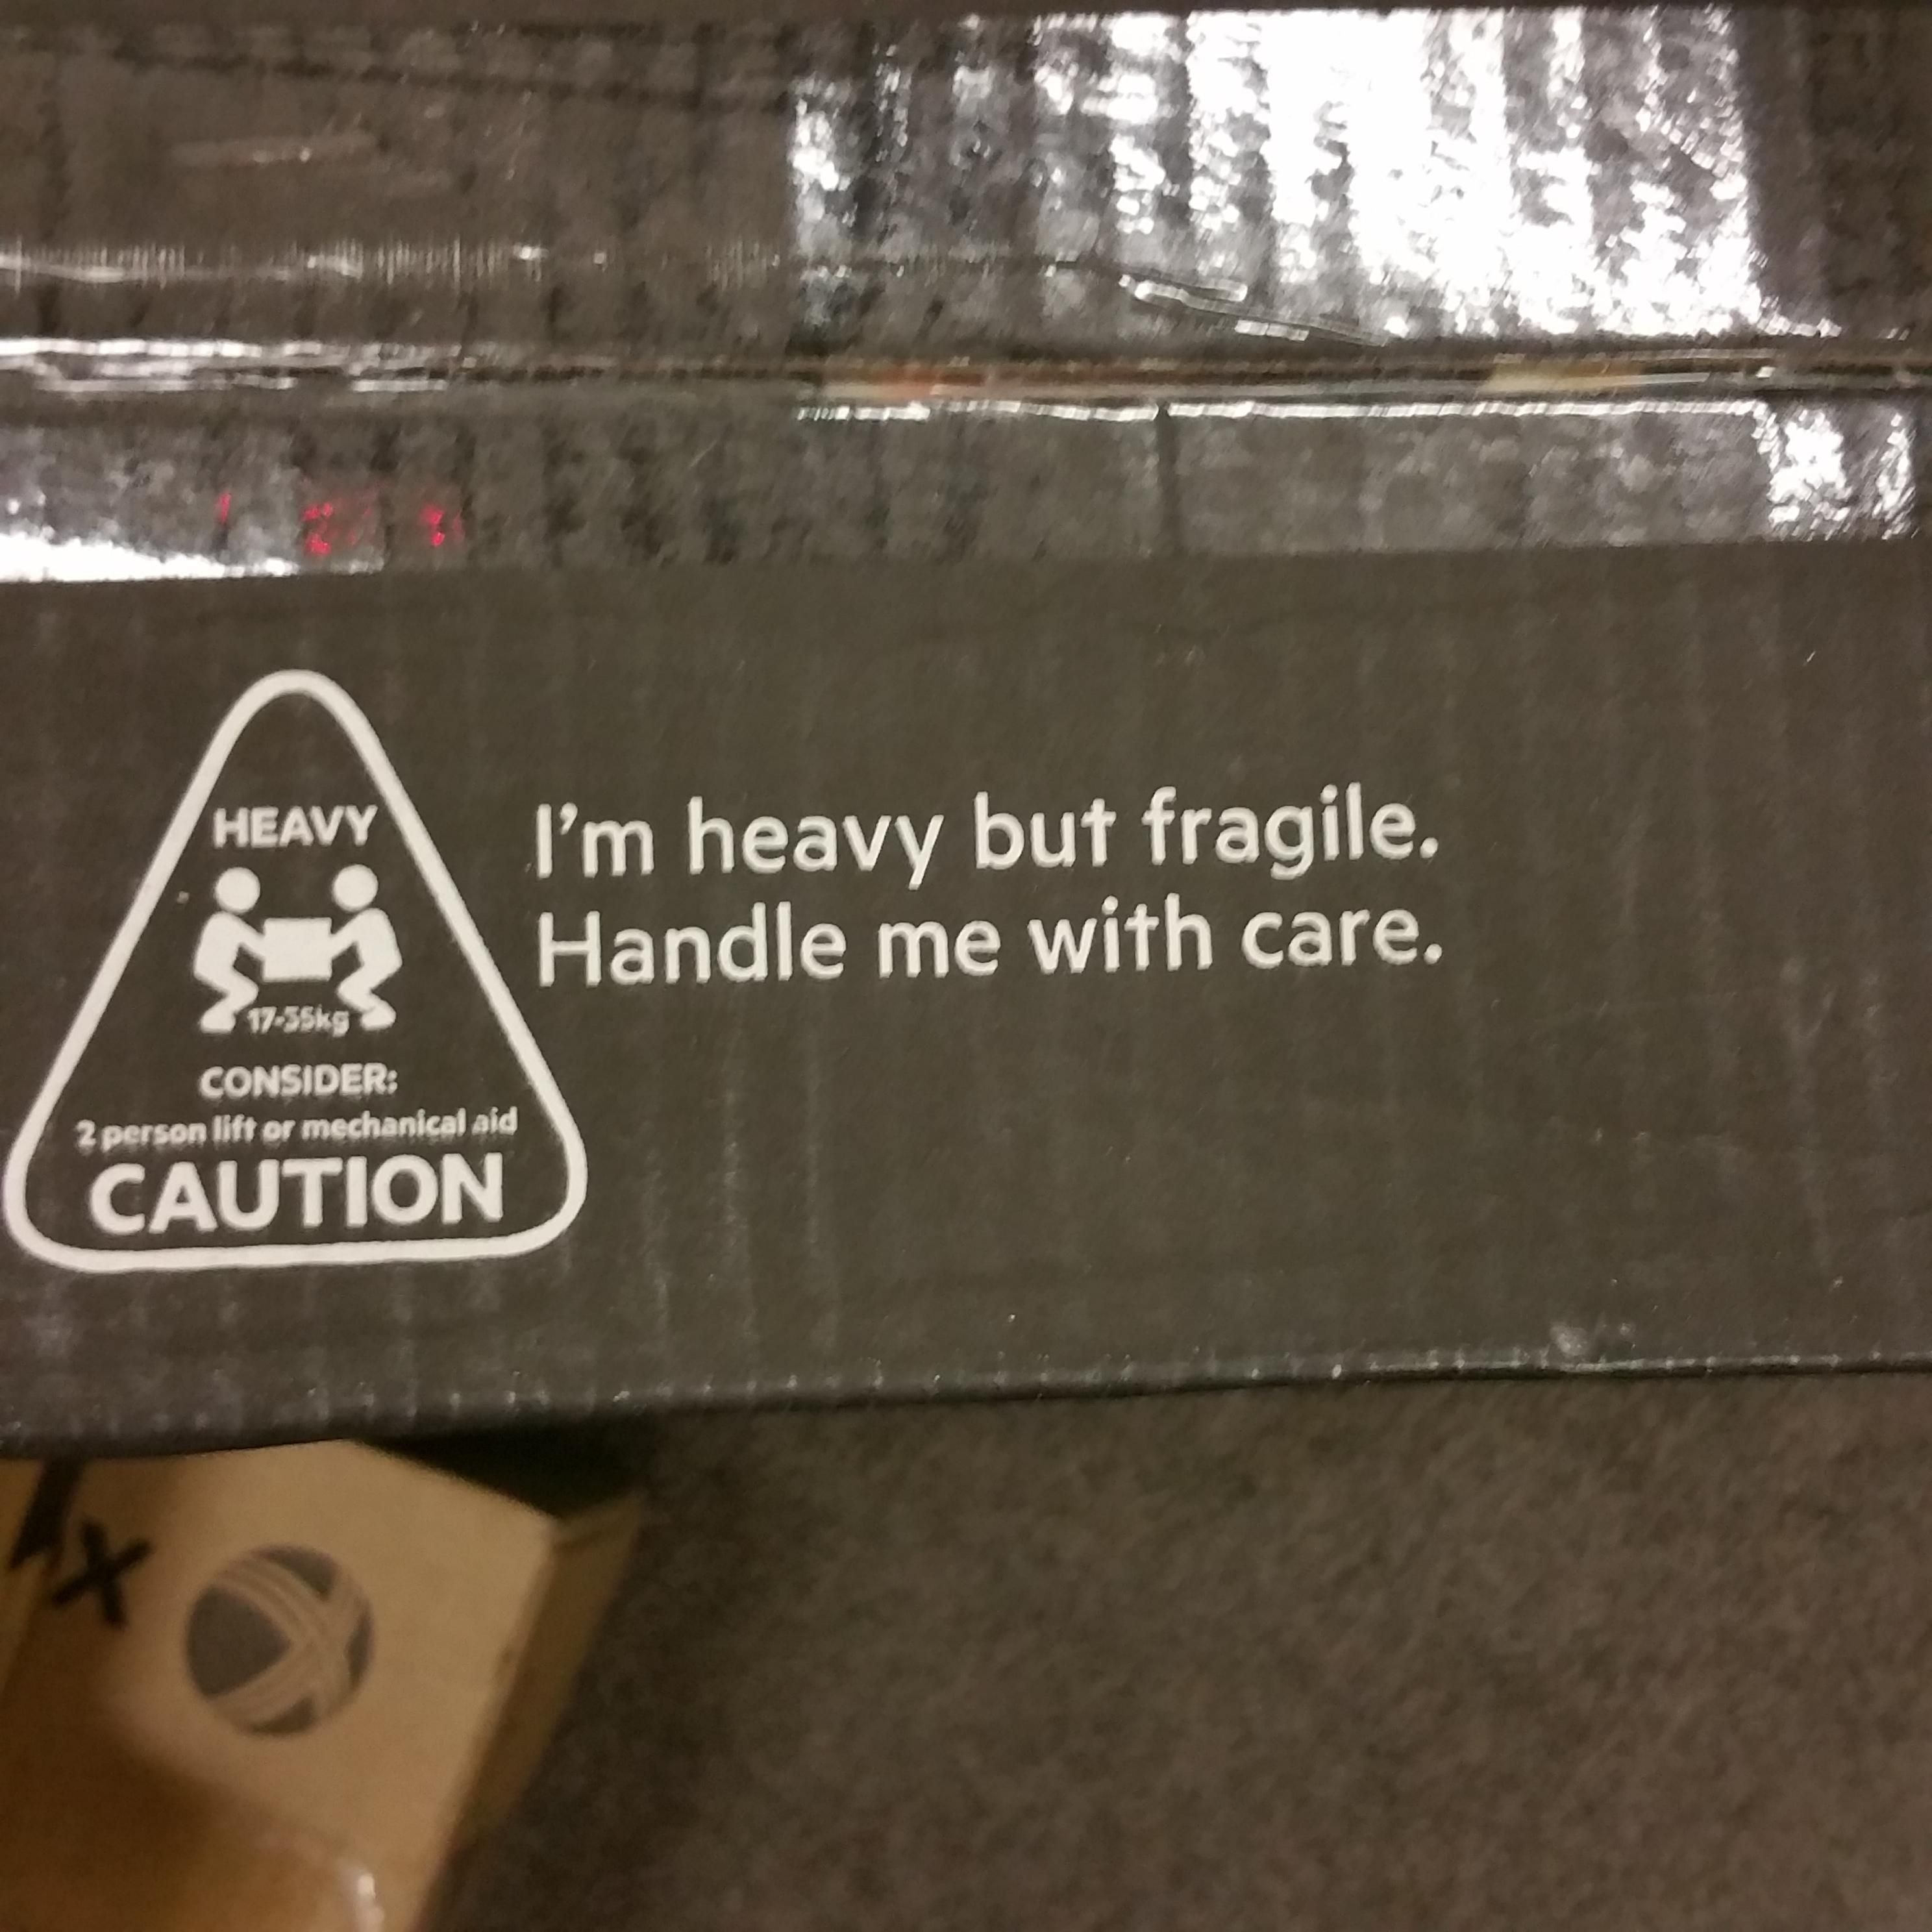 HEAVY
17-35kg
CONSIDER:
2 person lift or mechanical aid
CAUTION
I'm heavy but fragile.
Handle me with care.
X